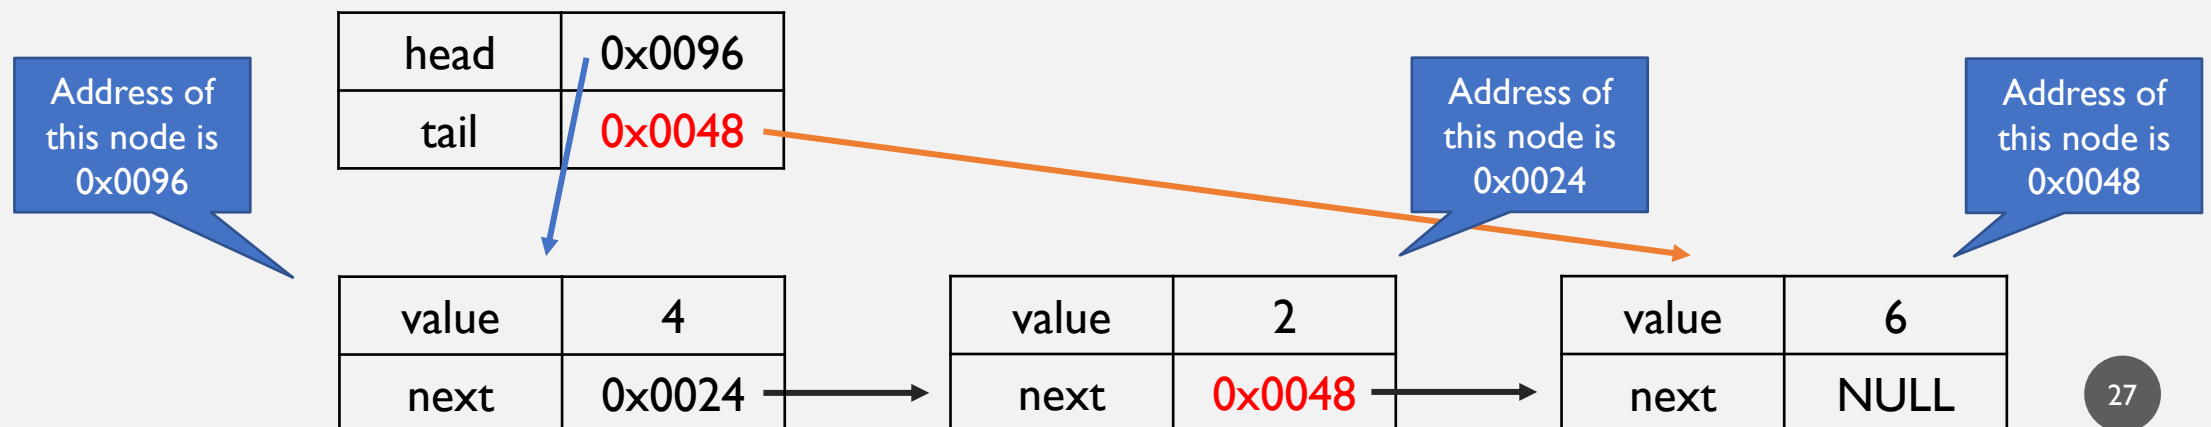 head 0x0096
tail 0x0048
Address of
this node is
0x0096
Address of
this node is
0x0024
Address of
this node is
0x0048
value 4
next 0x0024
value 2
next 0x0048
value 6
next NULL
27